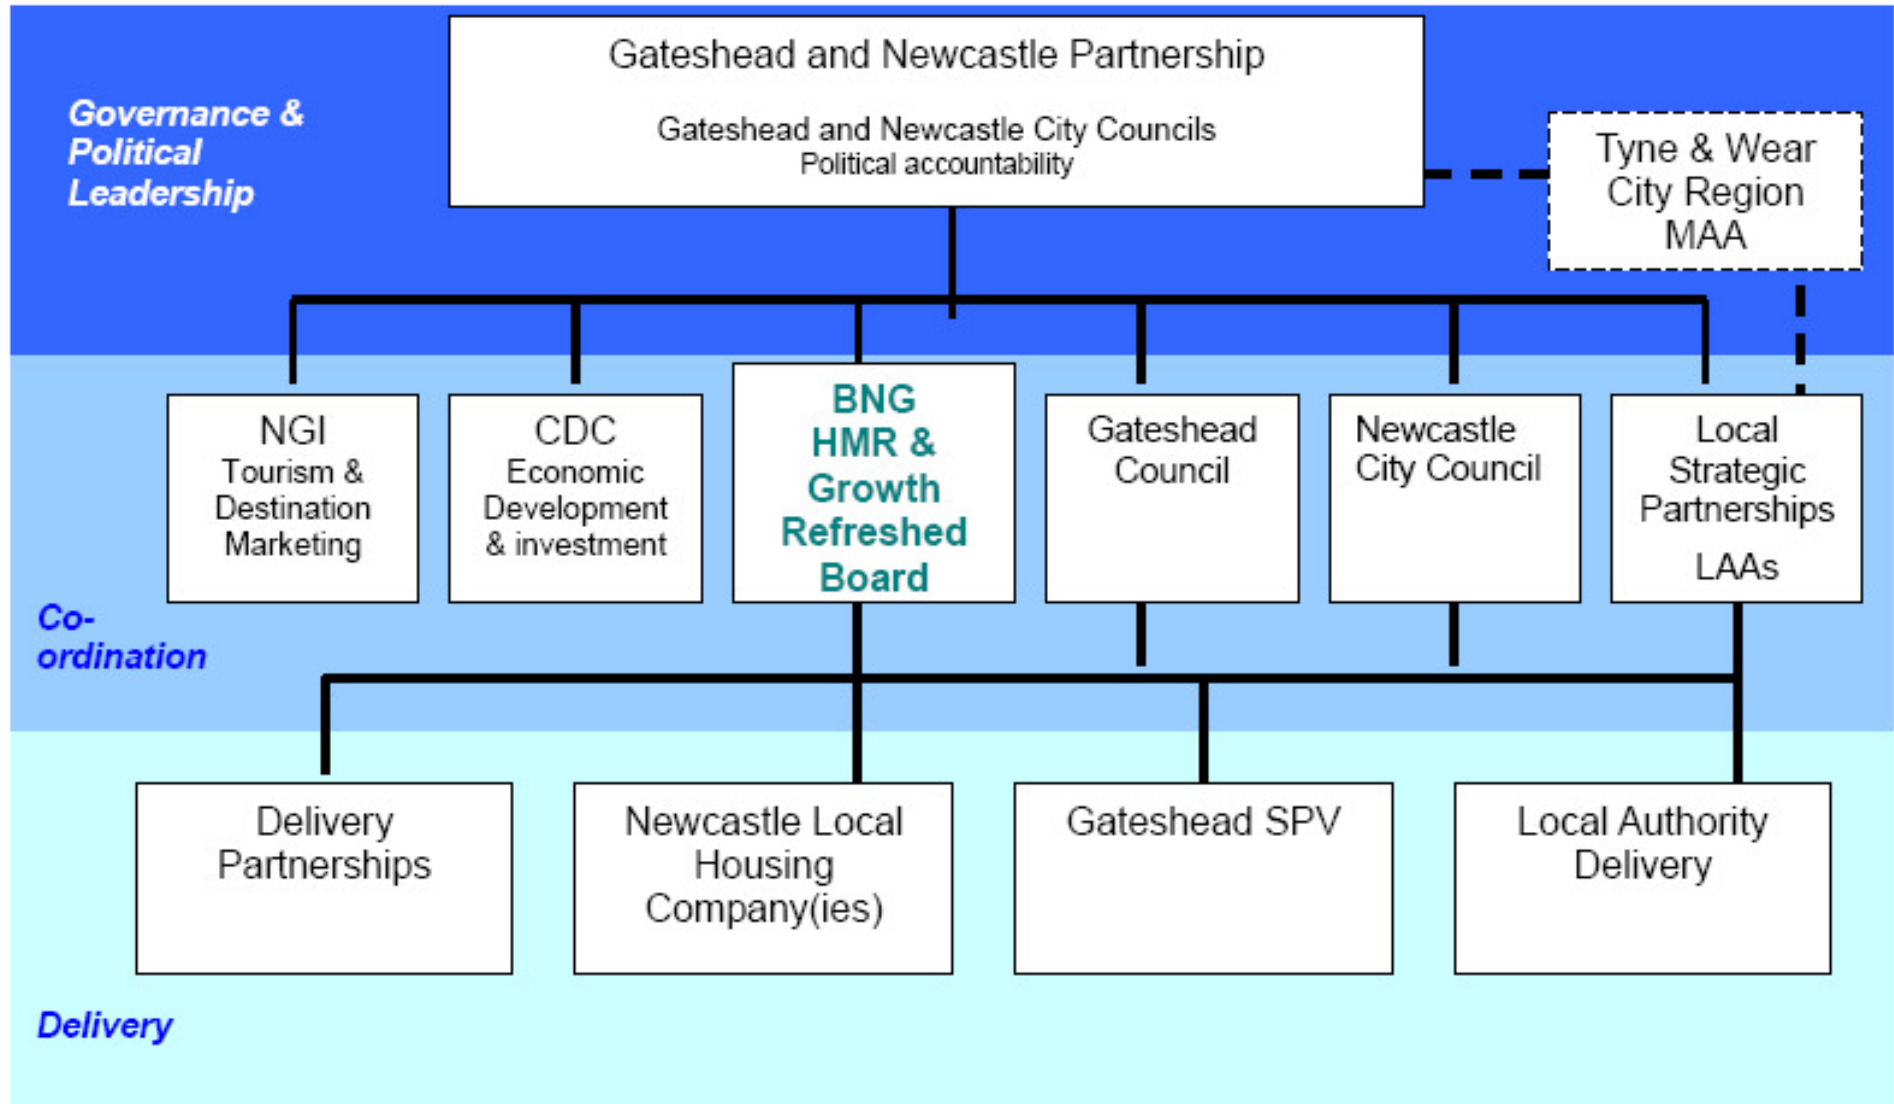 Gateshead and Newcastle Partnership
Gateshead and Newcastle City Councils
Political accountability
Governance &
Political
Leadership
Tyne & Wear
City Region
MAA
NGI
Tourism &
Destination
Marketing
CDC
Economic
Development
& investment
BNG
HMR &
Growth
Refreshed
Board
Gateshead
Council
Newcastle
City Council
Local
Strategic
Partnerships
LAAs
Co-
ordination
Delivery
Partnerships
Newcastle Local
Housing
Company(ies)
Gateshead SPV
Local Authority
Delivery
Delivery